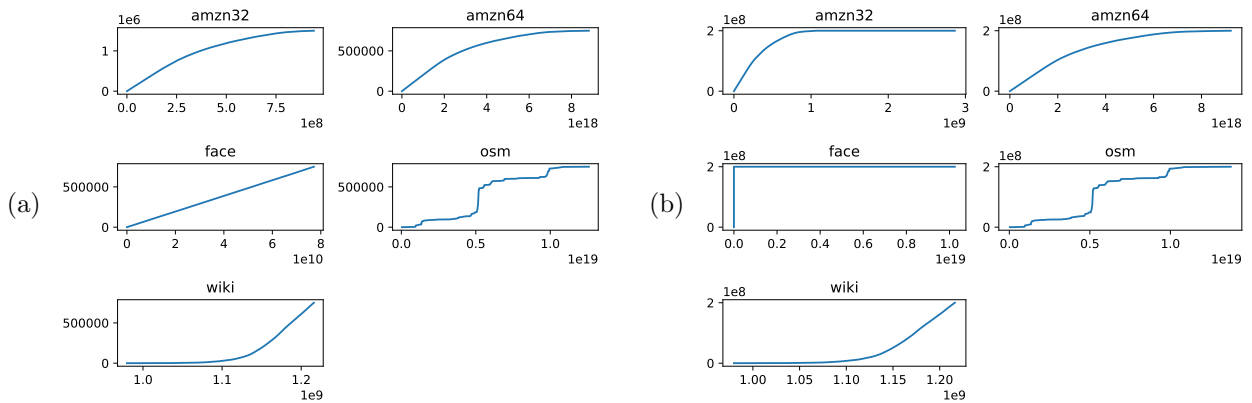 (a)
amzn32
1e6
1
0
0.0 2.5 5.0 7.5
1e8
amzn64
500000
0
0 2 4 6 8
1e18
face
500000
0
0 2 4 6 8
1e10
osm
500000
0
0.0 0.5 1.0
1e19
wiki
500000
0
1.0 1.1 1.2
1e9
(b)
amzn32
1e8
2
0
0 1 2 3
1e9
amzn64
1e8
2
0
0 2 4 6 8
1e18
face
1e8
2
0
0.0 0.2 0.4 0.6 0.8 1.0
1e19
osm
1e8
2
0
0.0 0.5 1.0
1e19
wiki
1e8
2
0
1.00 1.05 1.10 1.15 1.20
1e9